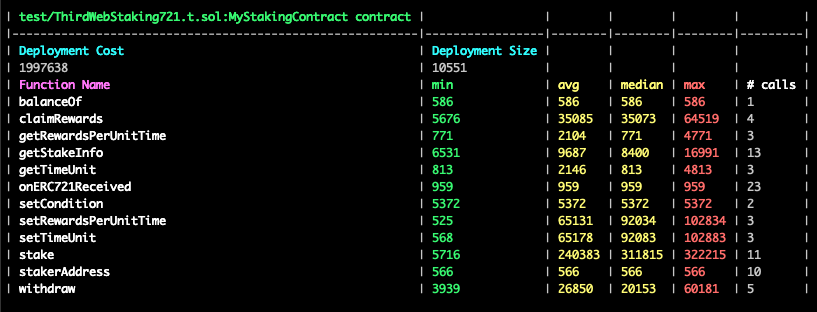 | test/ThirdWebStaking721.t.sol:MyStakingContract contract | | | | | |
|----------------------------------------------------------|-----------------|--------|--------|--------|---------|
| Deployment Cost | Deployment Size | | | | |
| 1997638 | 10551 | | | | |
| Function Name | min | avg | median | max | # calls |
| balanceOf | 586 | 586 | 586 | 586 | 1 |
| claimRewards | 5676 | 35085 | 35073 | 64519 | 4 |
| getRewardsPerUnitTime | 771 | 2104 | 771 | 4771 | 3 |
| getStakeInfo | 6531 | 9687 | 8400 | 16991 | 13 |
| getTimeUnit | 813 | 2146 | 813 | 4813 | 3 |
| onERC721Received | 959 | 959 | 959 | 959 | 23 |
| setCondition | 5372 | 5372 | 5372 | 5372 | 2 |
| setRewardsPerUnitTime | 525 | 65131 | 92034 | 102834 | 3 |
| setTimeUnit | 568 | 65178 | 92083 | 102883 | 3 |
| stake | 5716 | 240383 | 311815 | 322215 | 11 |
| stakerAddress | 566 | 566 | 566 | 566 | 10 |
| withdraw | 3939 | 26850 | 20153 | 60181 | 5 |